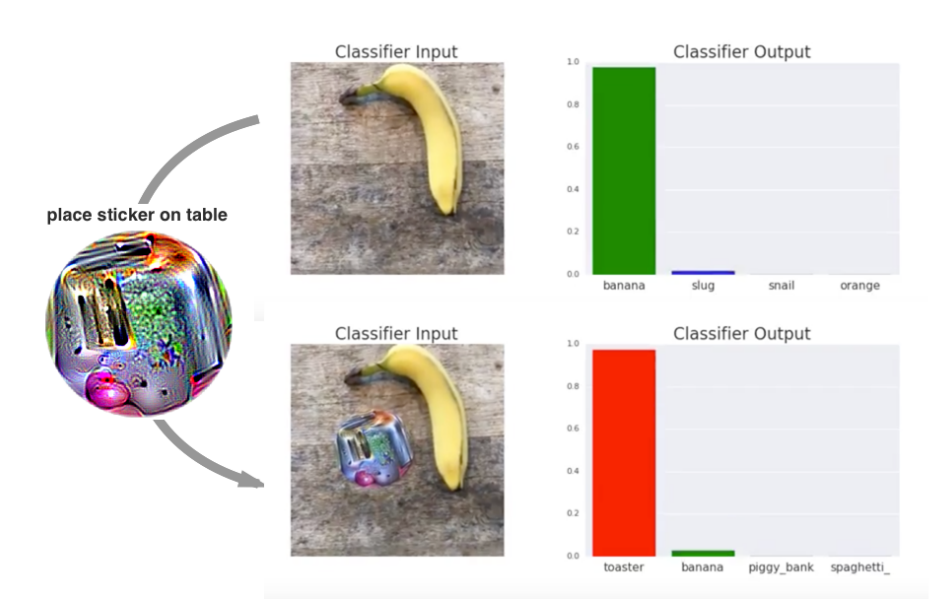 Classifier Input
Classifier Output
1.0
0.8
0.6
0.4
0.2
0.0
banana slug snail orange
place sticker on table
Classifier Input
Classifier Output
1.0
0.8
0.6
0.4
0.2
0.0
toaster banana piggy_bank spaghetti_